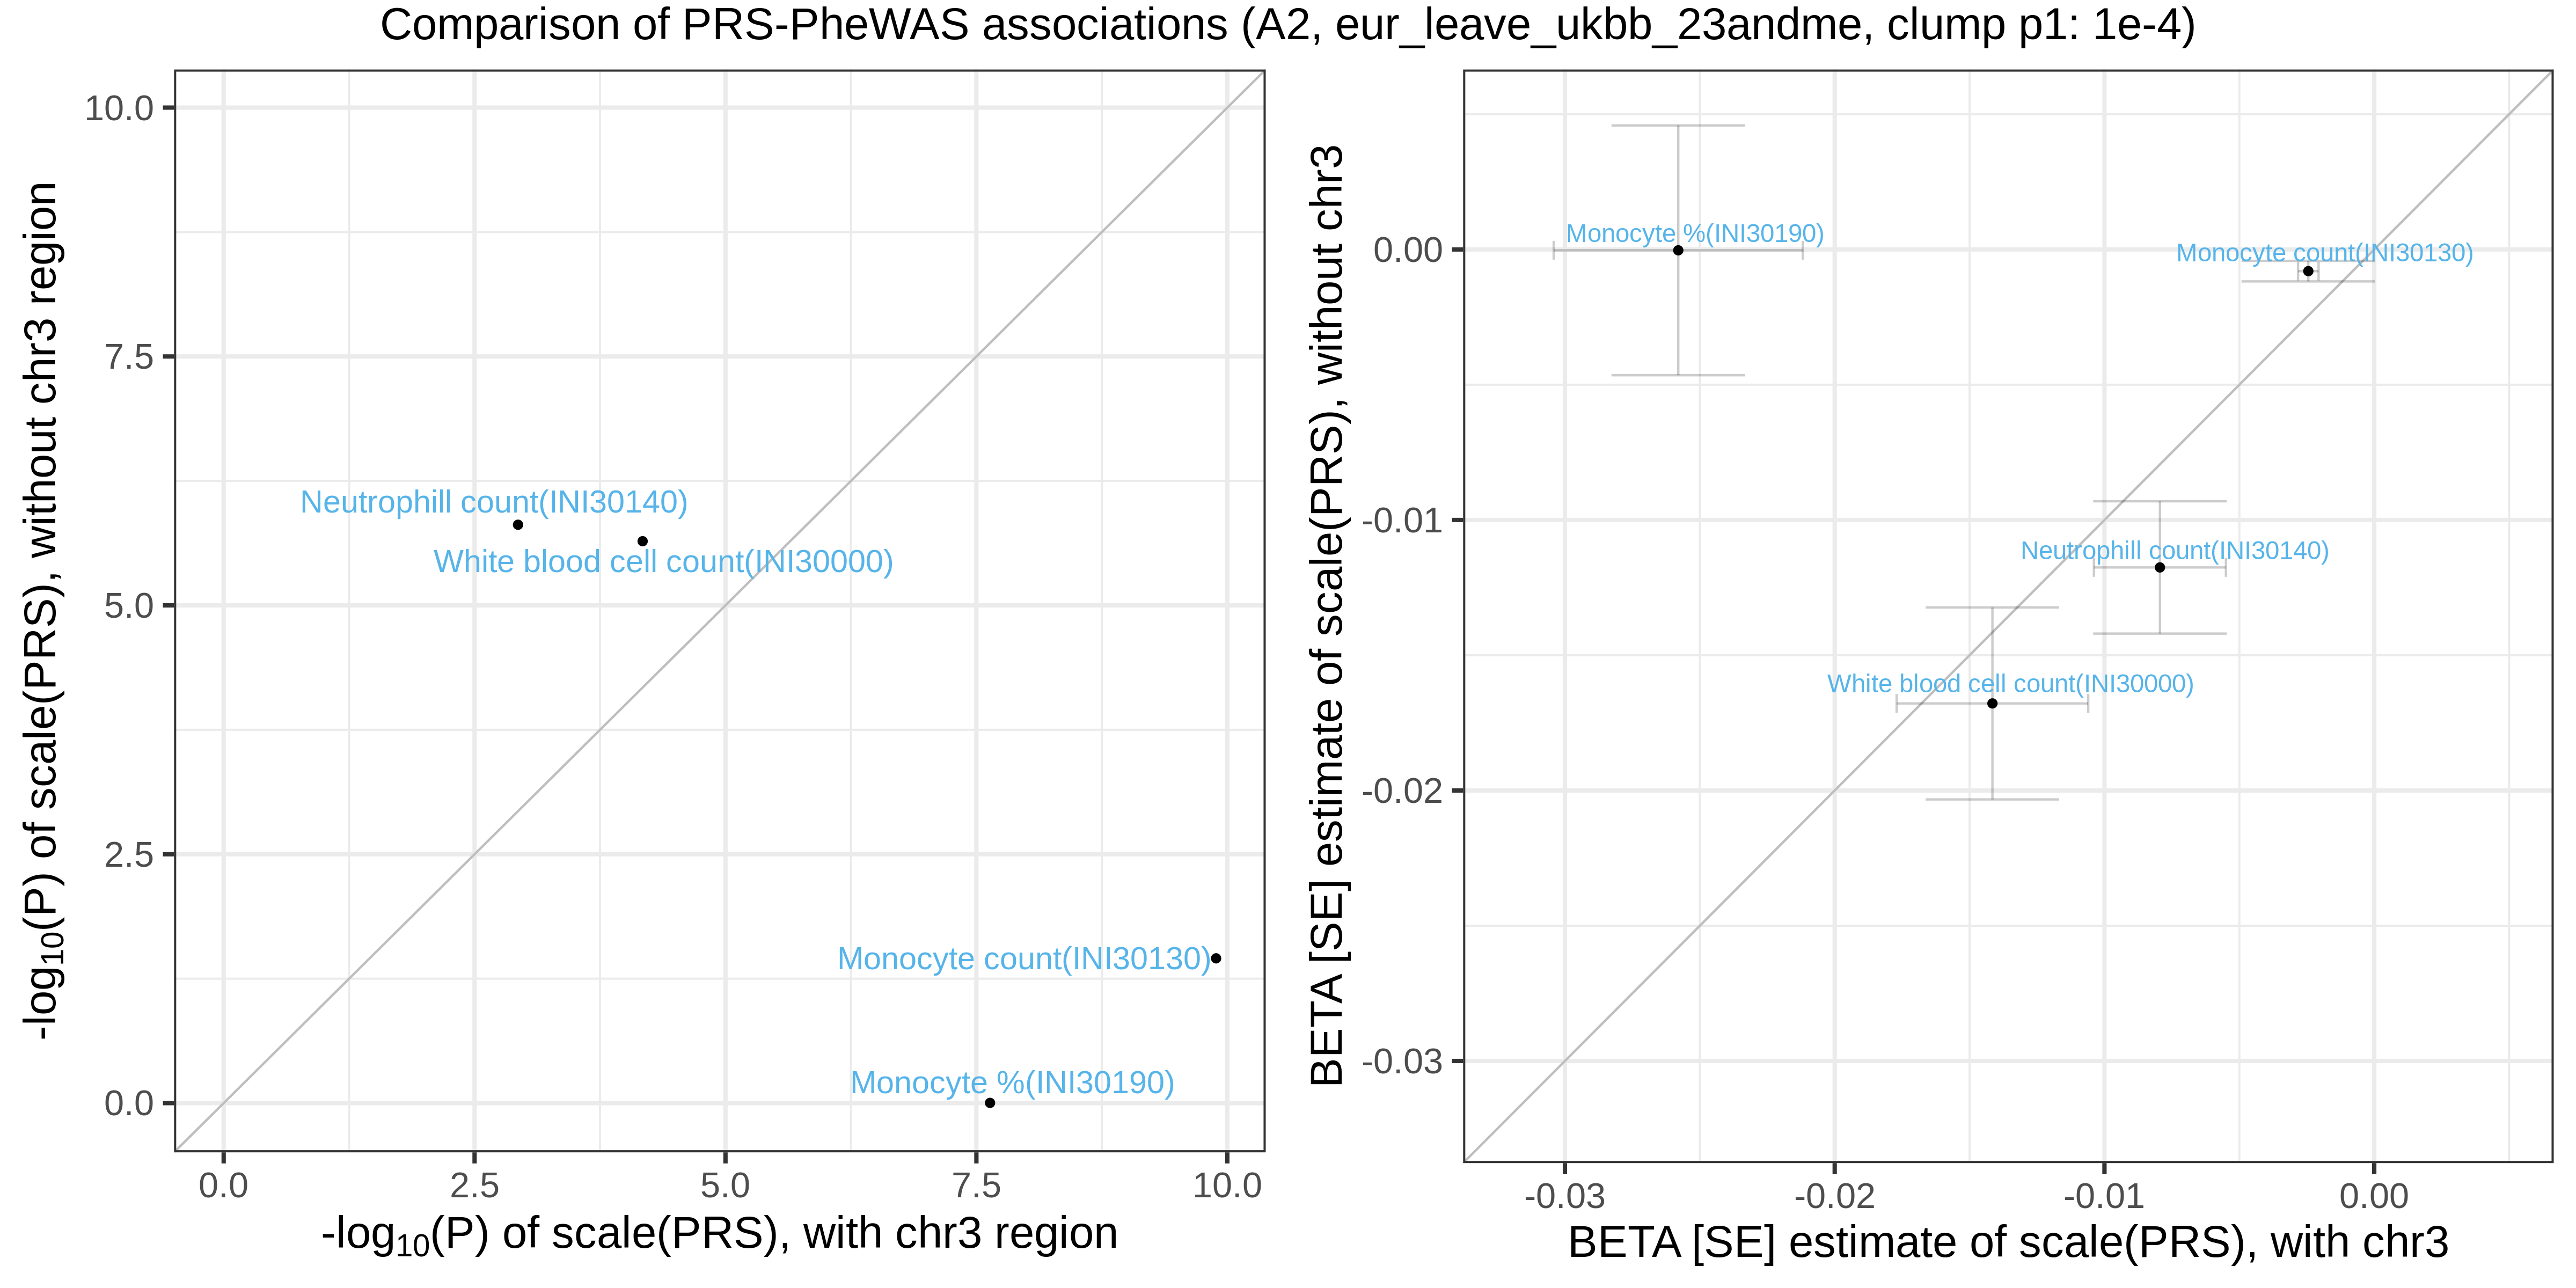 Comparison of PRS-PheWAS associations (A2, eur_leave_ukbb_23andme, clump p1: 1e-4)
-log10(P) of scale(PRS), without chr3 region
10.0
7.5
5.0
2.5
0.0
Neutrophill count(INI30140)
White blood cell count(INI30000)
Monocyte count(INI30130)
Monocyte %(INI30190)
0.0 2.5 5.0 7.5 10.0
-log10(P) of scale(PRS), with chr3 region
BETA [SE] estimate of scale(PRS), without chr3
0.00
-0.01
-0.02
-0.03
Monocyte %(INI30190)
Monocyte count(INI30130)
Neutrophill count(INI30140)
White blood cell count(INI30000)
-0.03 -0.02 -0.01 0.00
BETA [SE] estimate of scale(PRS), with chr3